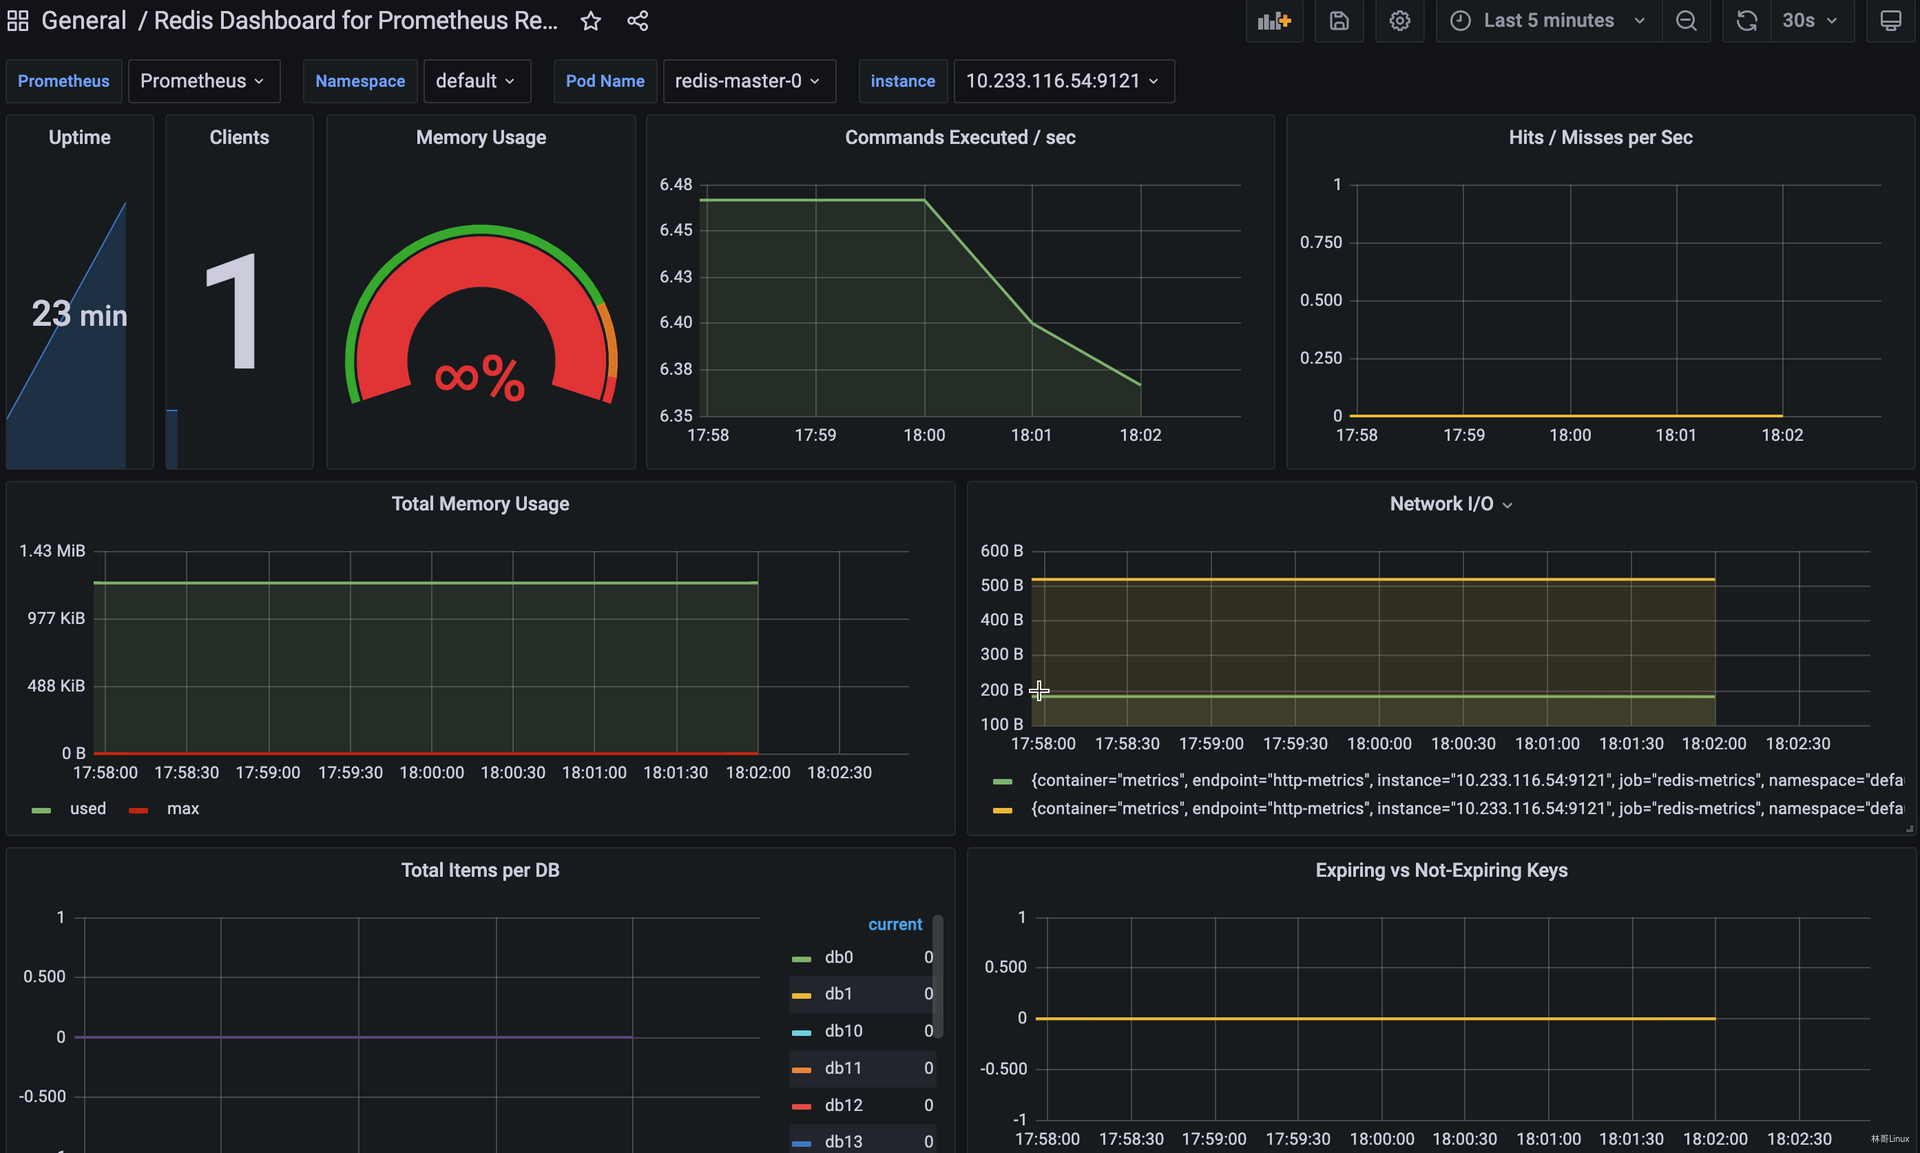 General / Redis Dashboard for Prometheus Re...
Last 5 minutes
30s
Prometheus Prometheus Namespace default Pod Name redis-master-0 instance 10.233.116.54:9121
Uptime
23 min
Clients
1
Memory Usage
∞%
Commands Executed / sec
6.48
6.45
6.43
6.40
6.38
6.35
17:58 17:59 18:00 18:01 18:02
Hits / Misses per Sec
1
0.750
0.500
0.250
0
17:58 17:59 18:00 18:01 18:02
Total Memory Usage
1.43 MiB
977 KiB
488 KiB
0 B
17:58:00 17:58:30 17:59:00 17:59:30 18:00:00 18:00:30 18:01:00 18:01:30 18:02:00 18:02:30
used max
Network I/O
600 B
500 B
400 B
300 B
200 B
100 B
17:58:00 17:58:30 17:59:00 17:59:30 18:00:00 18:00:30 18:01:00 18:01:30 18:02:00 18:02:30
{container="metrics", endpoint="http-metrics", instance="10.233.116.54:9121", job="redis-metrics", namespace="defa
{container="metrics", endpoint="http-metrics", instance="10.233.116.54:9121", job="redis-metrics", namespace="defa
Total Items per DB
1
0.500
0
-0.500
current
db0 0
db1 0
db10 0
db11 0
db12 0
db13 0
Expiring vs Not-Expiring Keys
1
0.500
0
-0.500
-1
17:58:00 17:58:30 17:59:00 17:59:30 18:00:00 18:00:30 18:01:00 18:01:30 18:02:00 18:02:30
林哥Linux